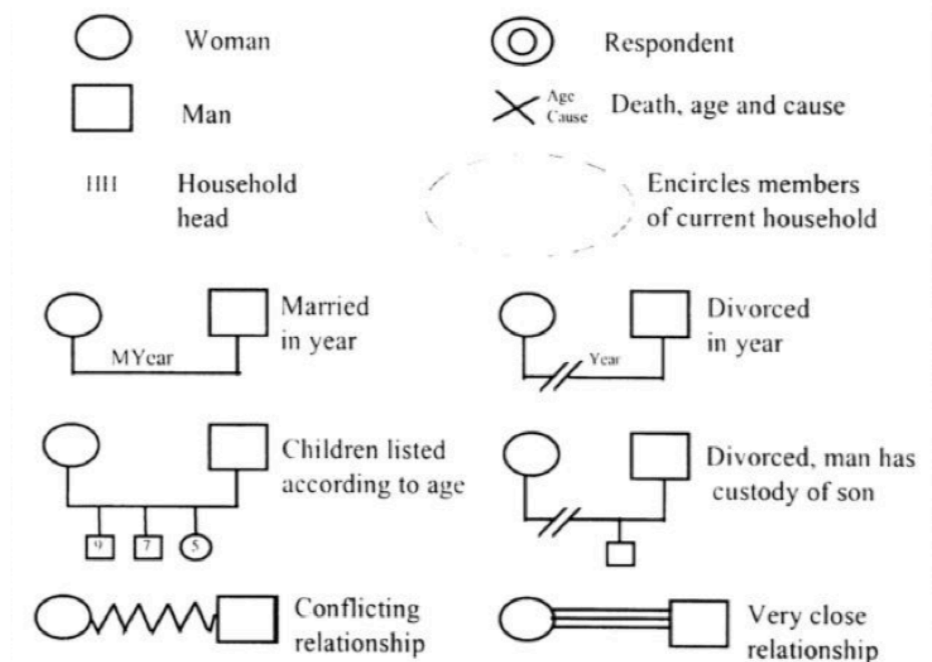 Woman
Respondent
Man
Age
Cause
Death, age and cause
IIII
Household
head
Encircles members
of current household
Married
in year
MYear
Divorced
in year
Year
Children listed
according to age
9 7 5
Divorced, man has
custody of son
Conflicting
relationship
Very close
relationship